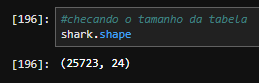 [196]: #checando o tamanho da tabela
shark.shape
[196]: (25723, 24)